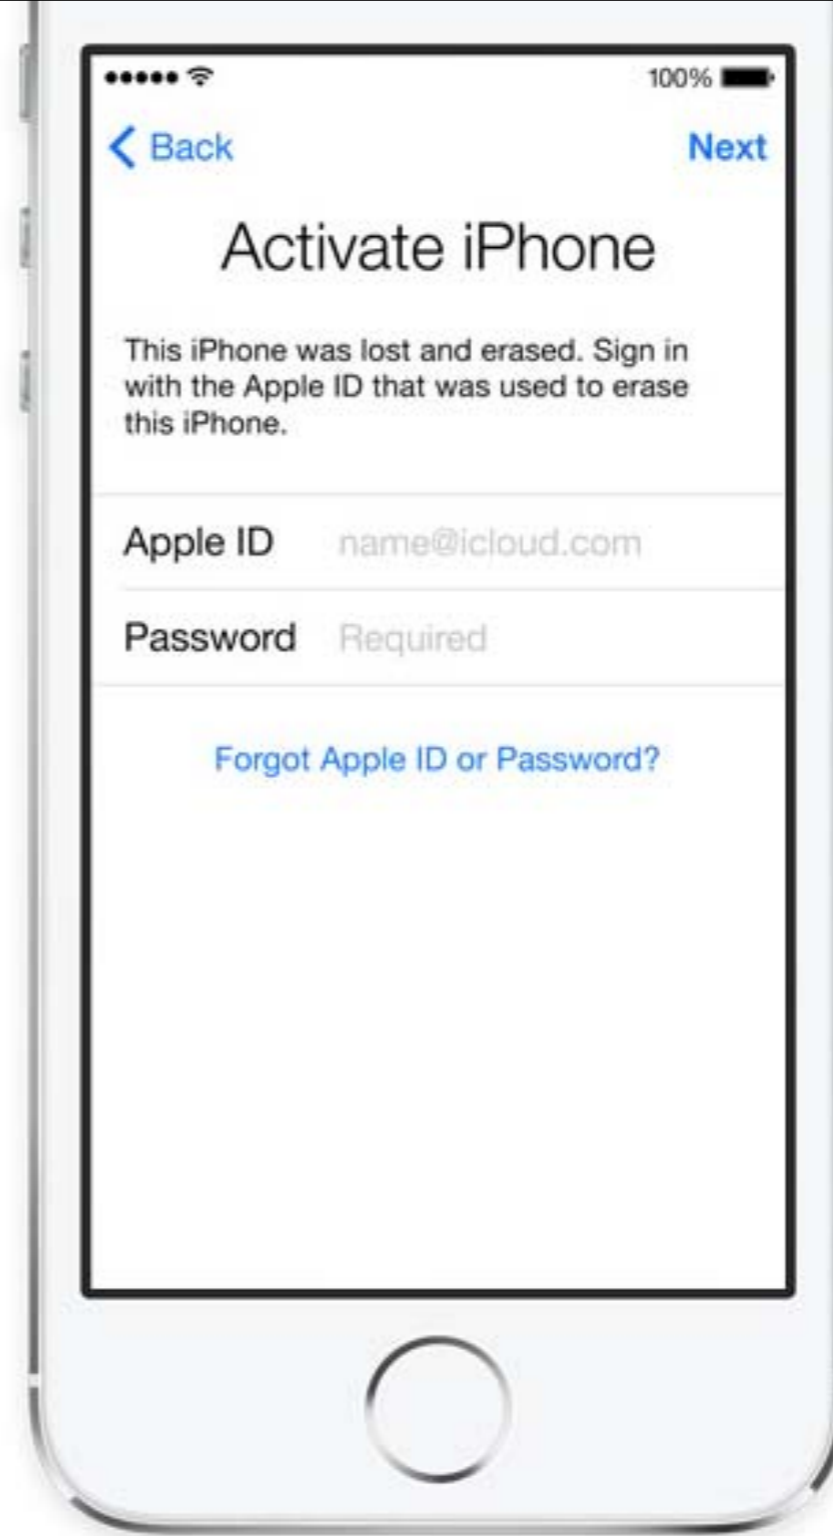 100%
Back Next
Activate iPhone
This iPhone was lost and erased. Sign in
with the Apple ID that was used to erase
this iPhone.
Apple ID name@icloud.com
Password Required
Forgot Apple ID or Password?